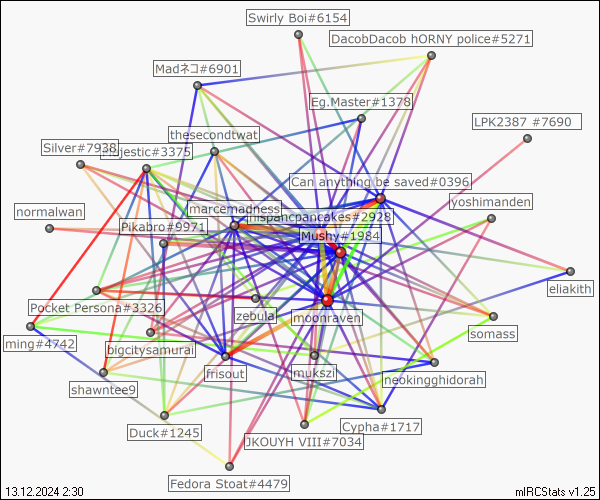 Swirly Boi#6154
DacobDacob hORNY police#5271
Madネコ#6901
Eg.Master#1378
LPK2387 #7690
thesecondtwat
Silver#7938
majestic#3375
Can anything be saved#0396
yoshimanden
normalwan
marcemadness
hispanicpancakes#2928
Pikabro#9971
Mushy#1984
eliakith
Pocket Persona#3326
zebula
moonraven
somass
ming#4742
bigcitysamurai
frisout
mukszi
neokingghidorah
shawntee9
Duck#1245
Cypha#1717
JKOUYH VIII#7034
Fedora Stoat#4479
13.12.2024 2:30
mIRCStats v1.25